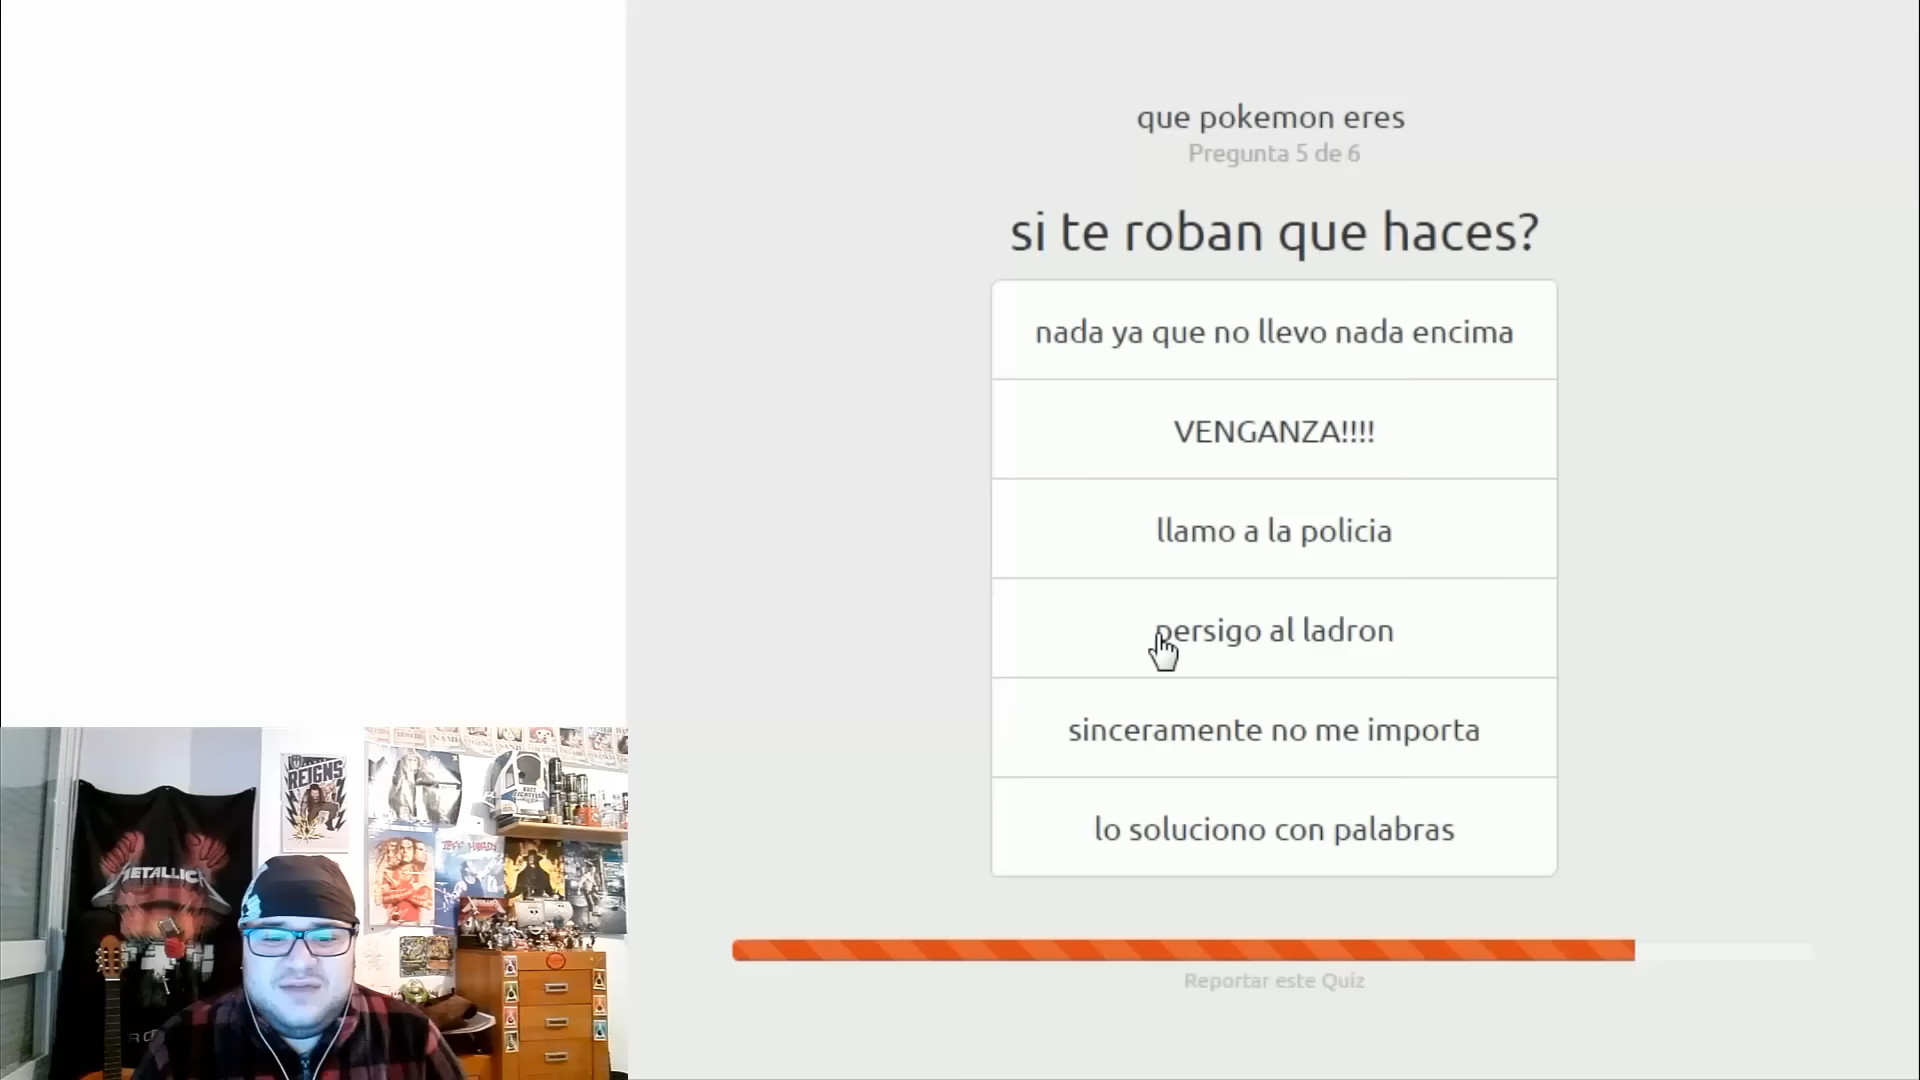 que pokemon eres
Pregunta 5 de 6
si te roban que haces?
nada ya que no llevo nada encima
VENGANZA!!!!
llamo a la policia
persigo al ladron
sinceramente no me importa
lo soluciono con palabras
Reportar este Quiz
REIGNS
METALLICA
JEFF HARDY